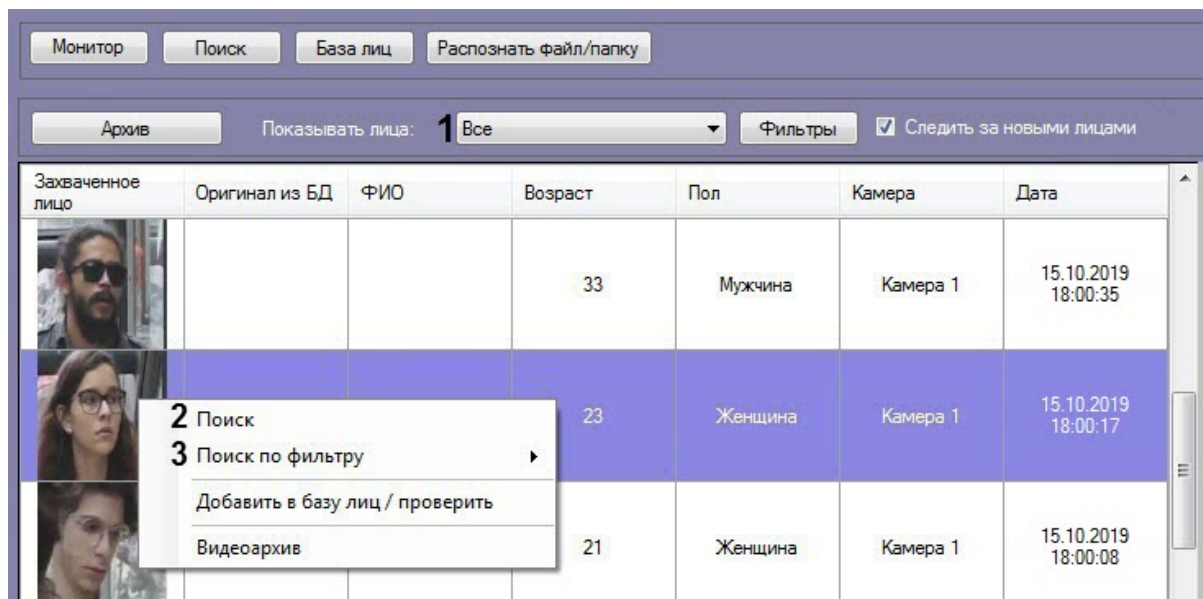 Монитор Поиск База лиц Распознать файл/папку
Архив Показывать лица: 1 Все Фильтры Следить за новыми лицами
Захваченное
лицо Оригинал из БД ФИО Возраст Пол Камера Дата
33 Мужчина Камера 1 15.10.2019
18:00:35
23 Женщина Камера 1 15.10.2019
18:00:17
2 Поиск
3 Поиск по фильтру
Добавить в базу лиц / проверить
Видеоархив
21 Женщина Камера 1 15.10.2019
18:00:08